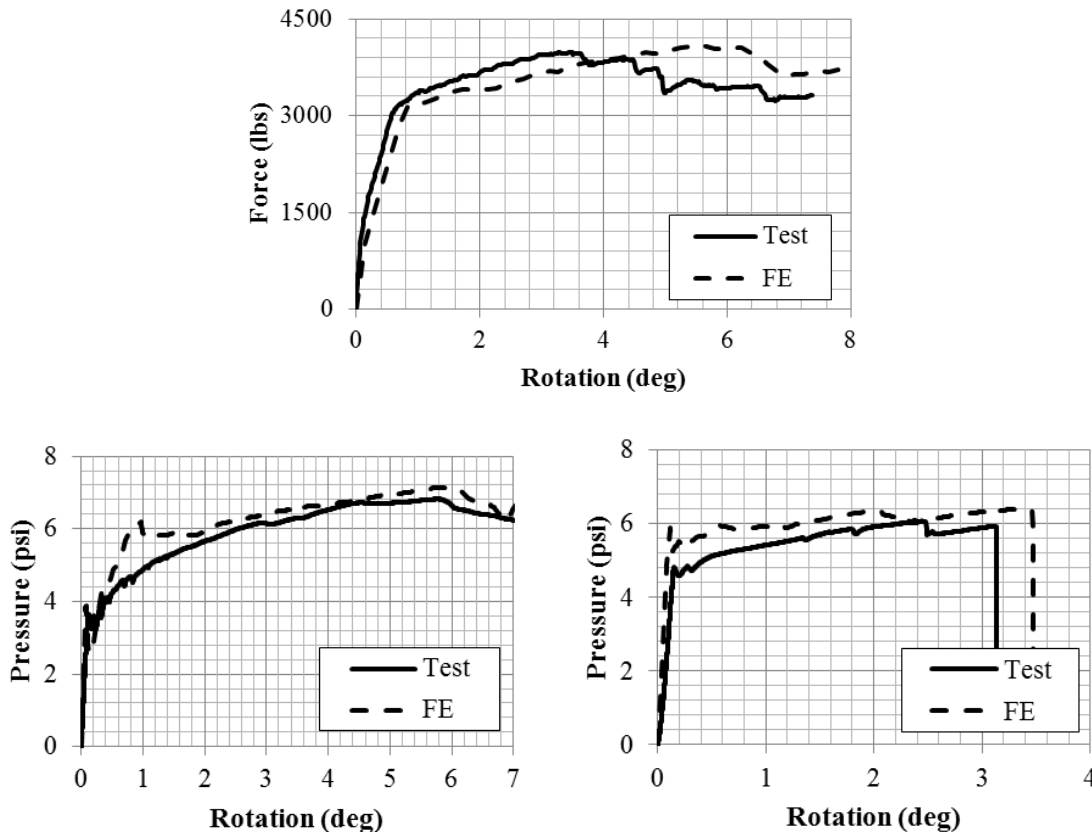 4500
3000
1500
0
Force (lbs)
0 2 4 6 8
Rotation (deg)
Test
FE
8
6
4
2
0
Pressure (psi)
0 1 2 3 4 5 6 7
Rotation (deg)
Test
FE
8
6
4
2
0
Pressure (psi)
0 1 2 3 4
Rotation (deg)
Test
FE